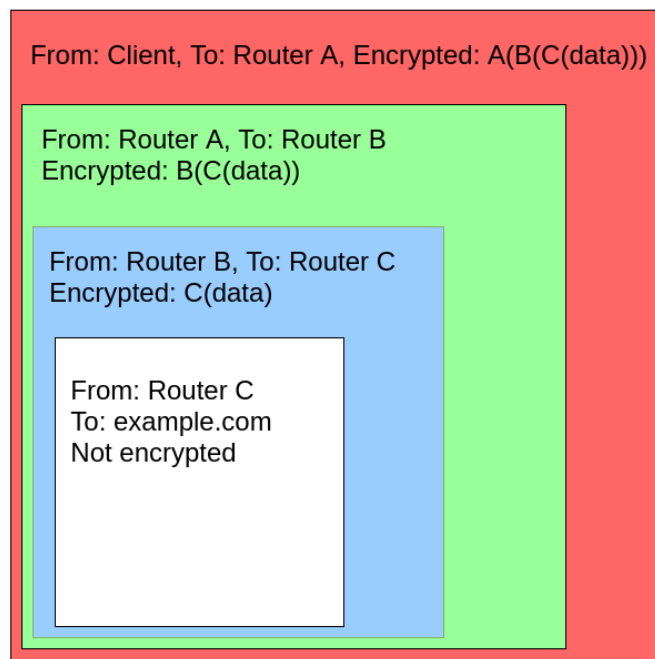 From: Client, To: Router A, Encrypted: A(B(C(data)))
From: Router A, To: Router B
Encrypted: B(C(data))
From: Router B, To: Router C
Encrypted: C(data)
From: Router C
To: example.com
Not encrypted